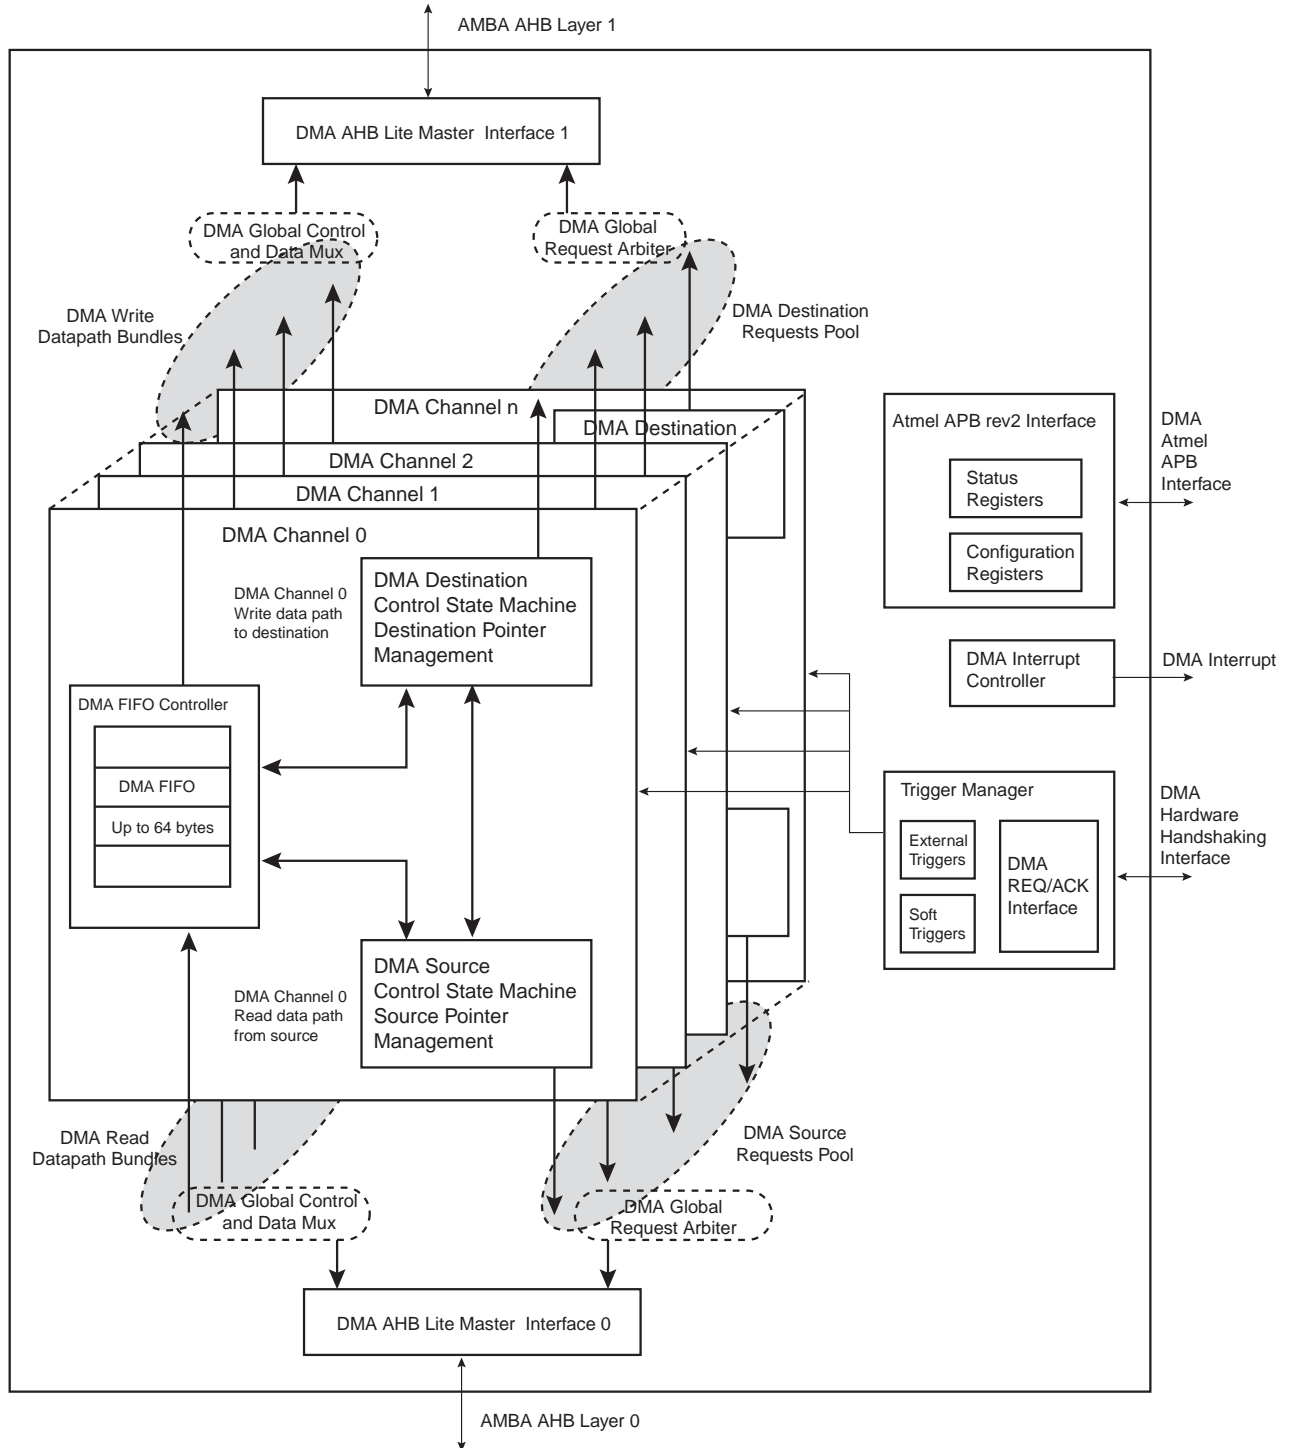 AMBA AHB Layer 1
DMA AHB Lite Master Interface 1
DMA Global Control
and Data Mux
DMA Global
Request Arbiter
DMA Write
Datapath Bundles
DMA Destination
Requests Pool
DMA Channel n
DMA Destination
DMA Channel 2
DMA Channel 1
DMA Channel 0
DMA Channel 0
Write data path
to destination
DMA Destination
Control State Machine
Destination Pointer
Management
DMA FIFO Controller
DMA FIFO
Up to 64 bytes
DMA Channel 0
Read data path
from source
DMA Source
Control State Machine
Source Pointer
Management
Atmel APB rev2 Interface
Status
Registers
Configuration
Registers
DMA
Atmel
APB
Interface
DMA Interrupt
Controller
DMA Interrupt
Trigger Manager
External
Triggers
Soft
Triggers
DMA
REQ/ACK
Interface
DMA
Hardware
Handshaking
Interface
DMA Read
Datapath Bundles
DMA Source
Requests Pool
DMA Global Control
and Data Mux
DMA Global
Request Arbiter
DMA AHB Lite Master Interface 0
AMBA AHB Layer 0